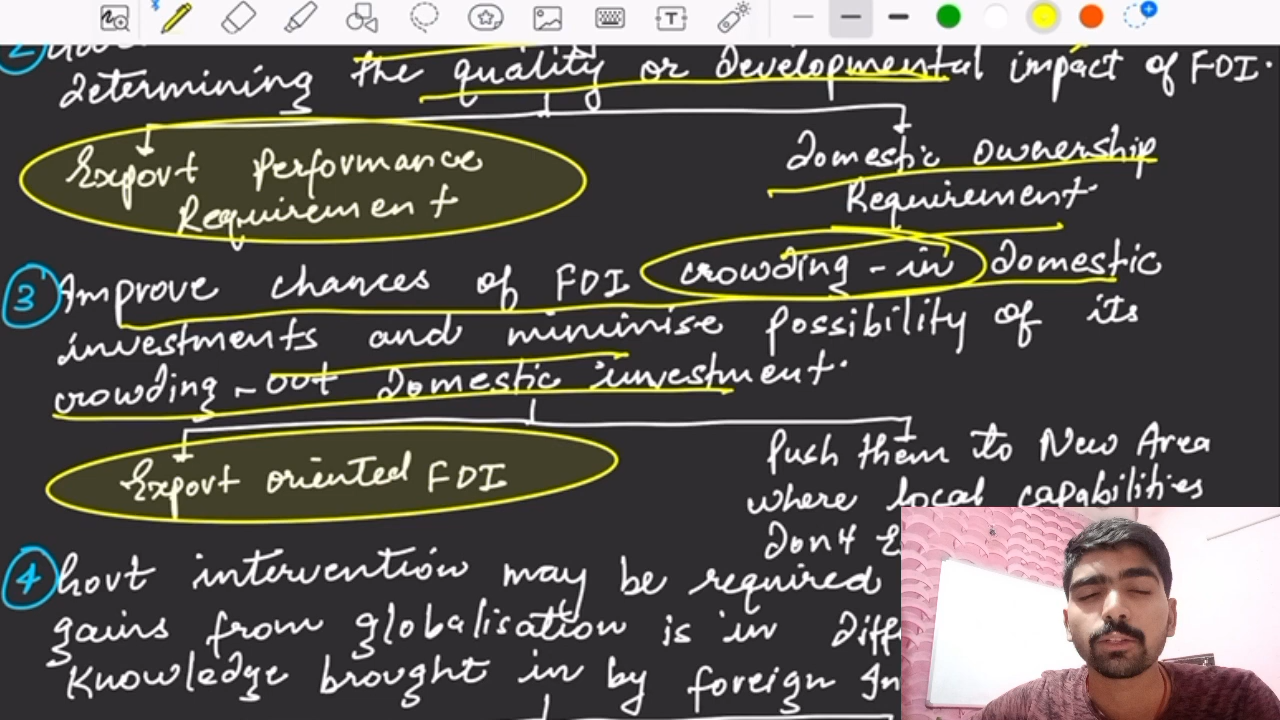 2
determining the quality or developmental impact of FDI.
Export Performance
Requirement
Domestic ownership
Requirement
3 Improve chances of FDI crowding-in domestic
investments and minimise possibility of its
crowding-out domestic investment.
Export oriented FDI
Push them to New Area
where local capabilities
Don't
4 Govt intervention may be required
gains from globalisation is in
Knowledge brought in by foreign
T